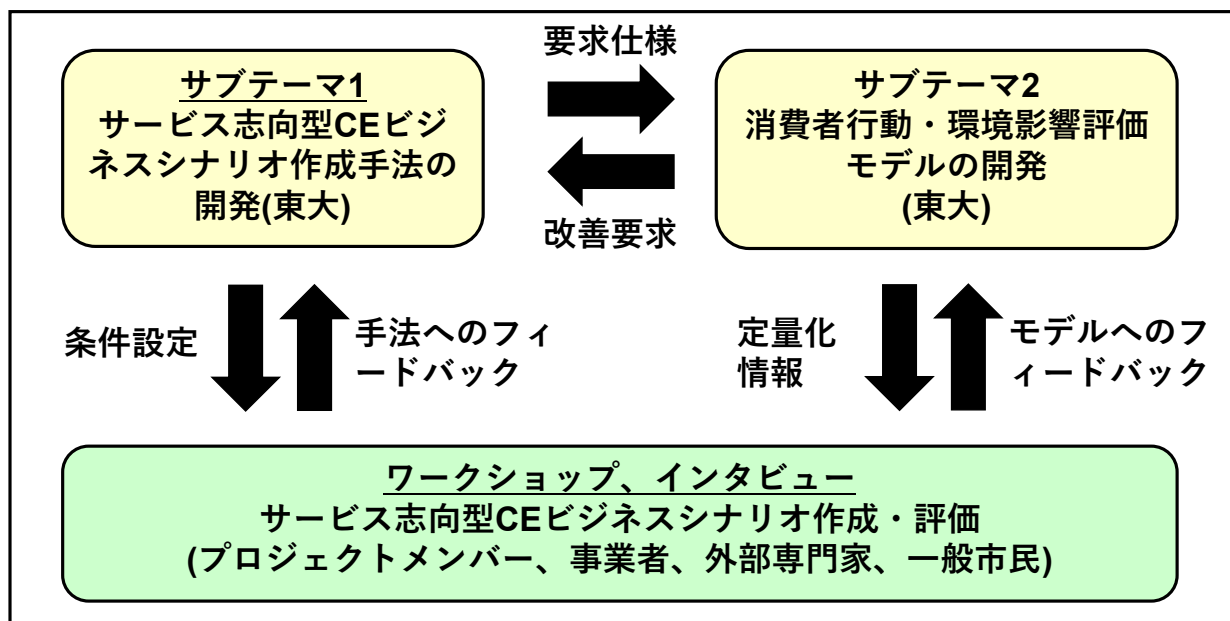 要求仕様
サブテーマ1
サービス志向型CEビジ
ネスシナリオ作成手法の
開発(東大)
サブテーマ2
消費者行動・環境影響評価
モデルの開発
(東大)
改善要求
条件設定
手法へのフィ
ードバック
定量化
情報
モデルへのフ
ィードバック
ワークショップ、インタビュー
サービス志向型CEビジネスシナリオ作成・評価
(プロジェクトメンバー、事業者、外部専門家、一般市民)